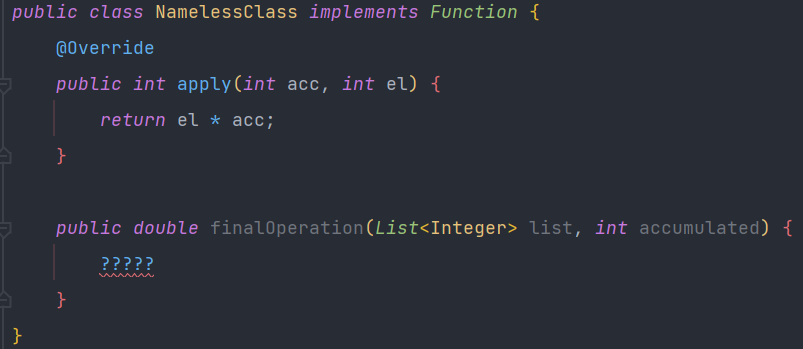 public class NamelessClass implements Function {
@Override
public int apply(int acc, int el) {
return el * acc;
}
public double finalOperation(List<Integer> list, int accumulated) {
?????
}
}